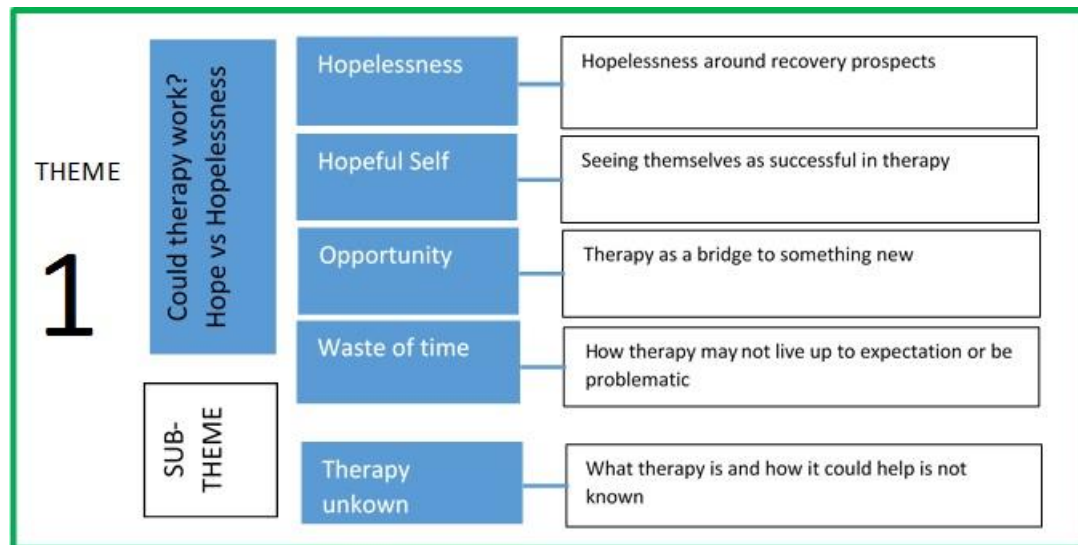 THEME
1
Could therapy work?
Hope vs Hopelessness
Hopelessness
Hopelessness around recovery prospects
Hopeful Self
Seeing themselves as successful in therapy
Opportunity
Therapy as a bridge to something new
Waste of time
How therapy may not live up to expectation or be
problematic
SUB-
THEME
Therapy
unkown
What therapy is and how it could help is not
known